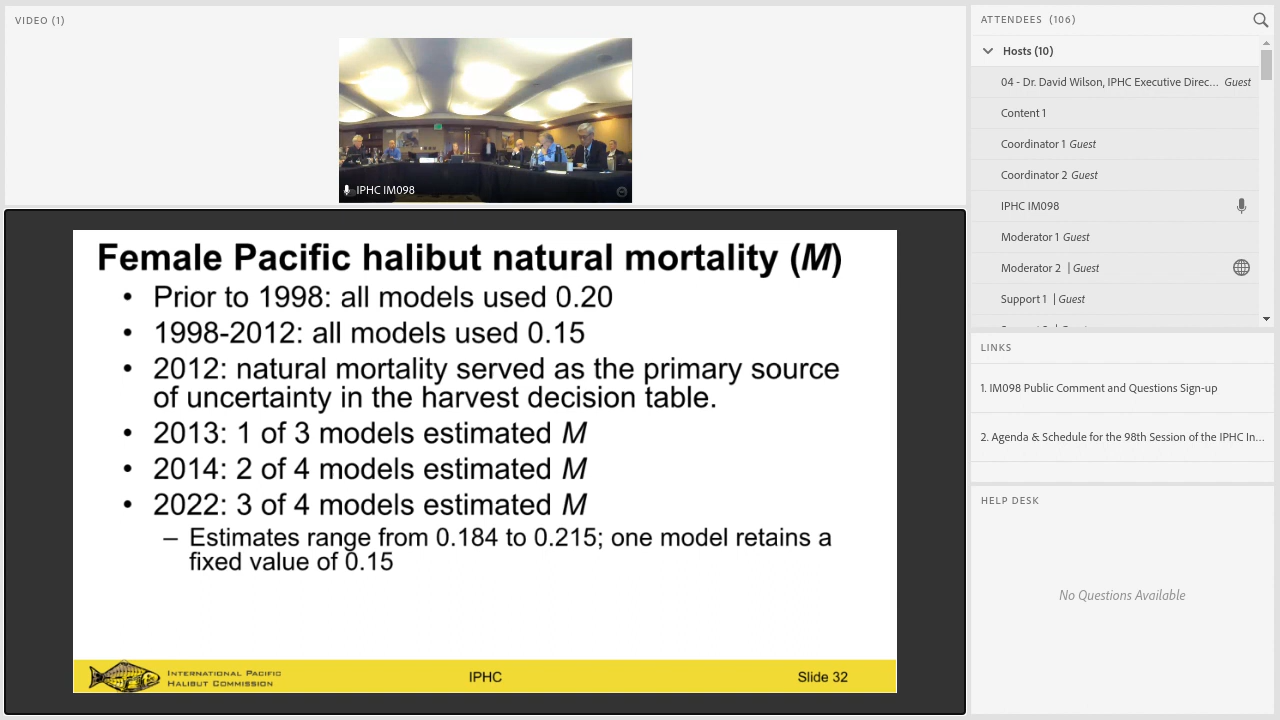 VIDEO (1)
IPHC IM098
Female Pacific halibut natural mortality (M)
• Prior to 1998: all models used 0.20
• 1998-2012: all models used 0.15
• 2012: natural mortality served as the primary source
of uncertainty in the harvest decision table.
• 2013: 1 of 3 models estimated M
• 2014: 2 of 4 models estimated M
• 2022: 3 of 4 models estimated M
– Estimates range from 0.184 to 0.215; one model retains a
fixed value of 0.15
INTERNATIONAL PACIFIC
HALIBUT COMMISSION
IPHC
Slide 32
ATTENDEES (106)
Hosts (10)
04 - Dr. David Wilson, IPHC Executive Direc... Guest
Content 1
Coordinator 1 Guest
Coordinator 2 Guest
IPHC IM098
Moderator 1 Guest
Moderator 2 | Guest
Support 1 | Guest
LINKS
1. IM098 Public Comment and Questions Sign-up
2. Agenda & Schedule for the 98th Session of the IPHC In...
HELP DESK
No Questions Available